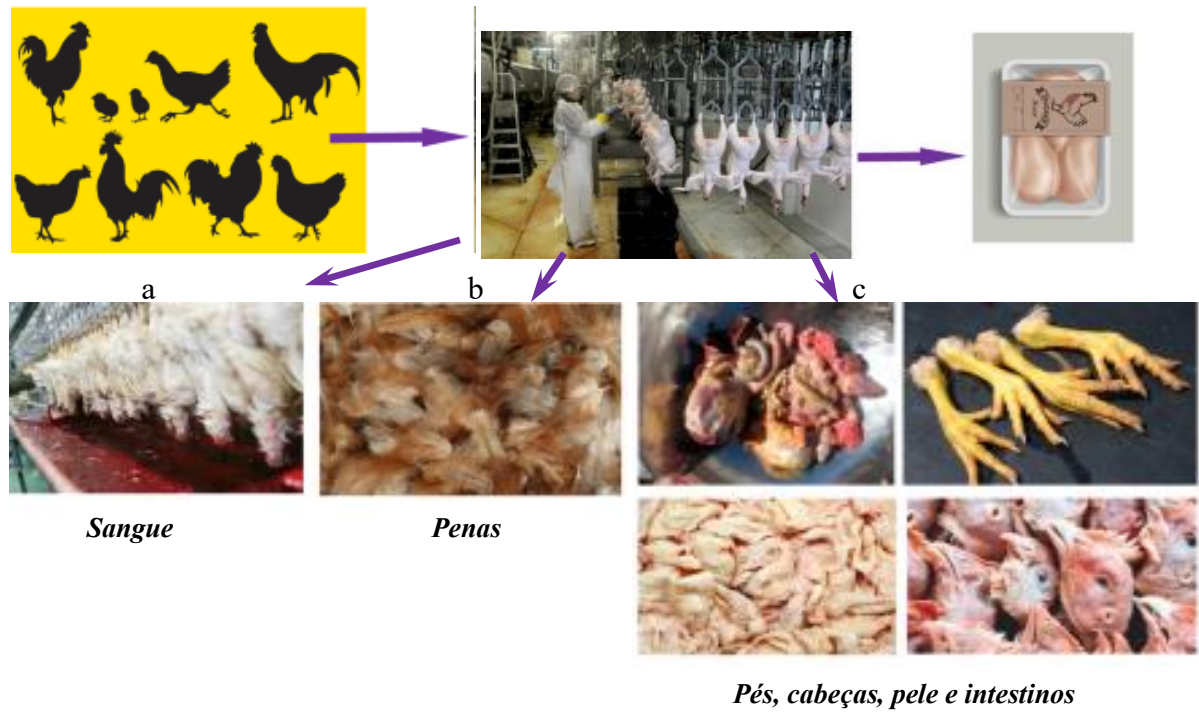 a
b
c
Sangue
Penas
Pés, cabeças, pele e intestinos